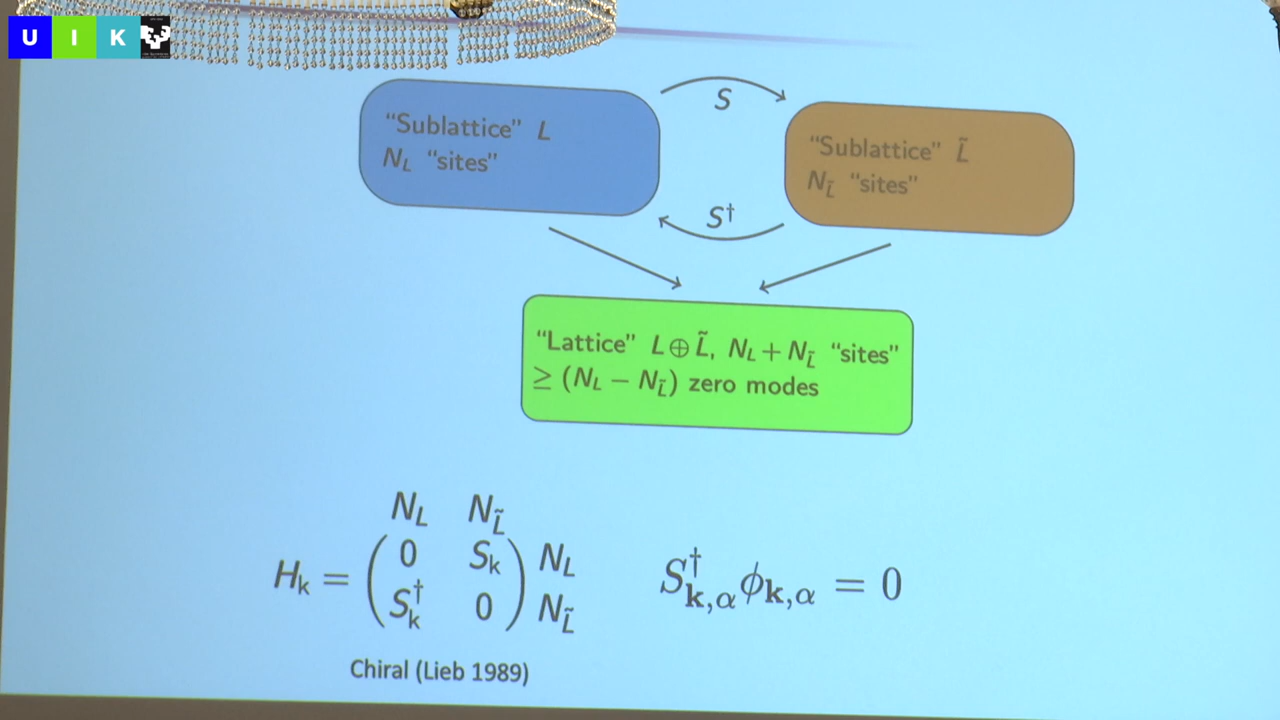 U I K
S
“Sublattice” L
N_L “sites”
“Sublattice” L̃
N_L̃ “sites”
S†
“Lattice” L ⊕ L̃, N_L + N_L̃ “sites”
≥ (N_L − N_L̃) zero modes
N_L N_L̃
H_k = ( 0 S_k ) N_L
( S_k† 0 ) N_L̃
S†_k,α ϕ_k,α = 0
Chiral (Lieb 1989)